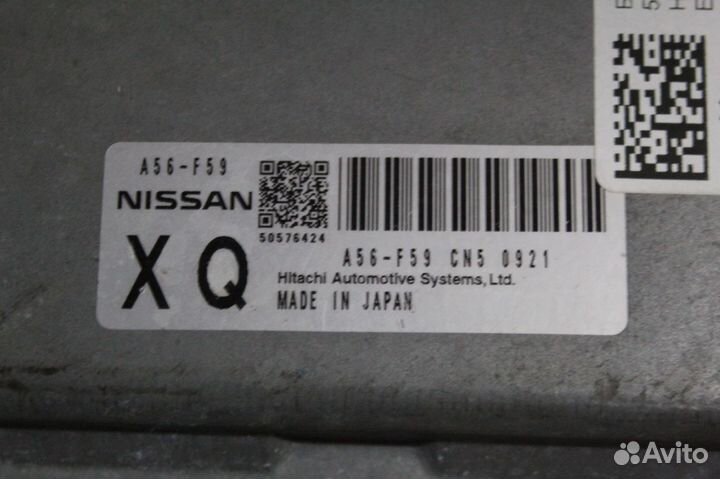 A56-F59
NISSAN
50576424
XQ
A56-F59 CN5 0921
Hitachi Automotive Systems, Ltd.
MADE IN JAPAN
Avito